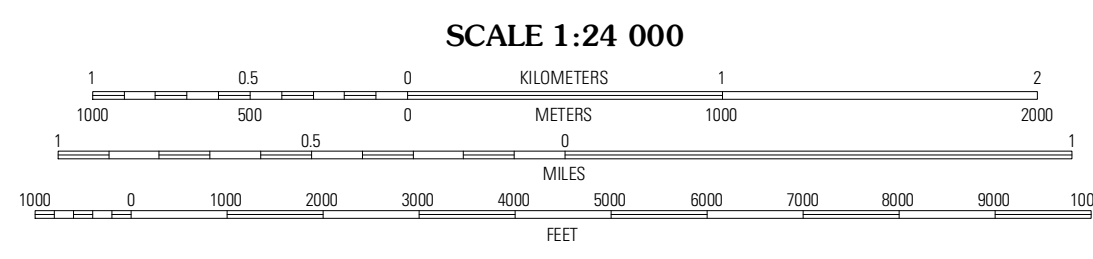 SCALE 1:24 000
1 0.5 0 KILOMETERS 1 2
1000 500 0 METERS 1000 2000
1 0.5 0 1
MILES
1000 0 1000 2000 3000 4000 5000 6000 7000 8000 9000 100
FEET